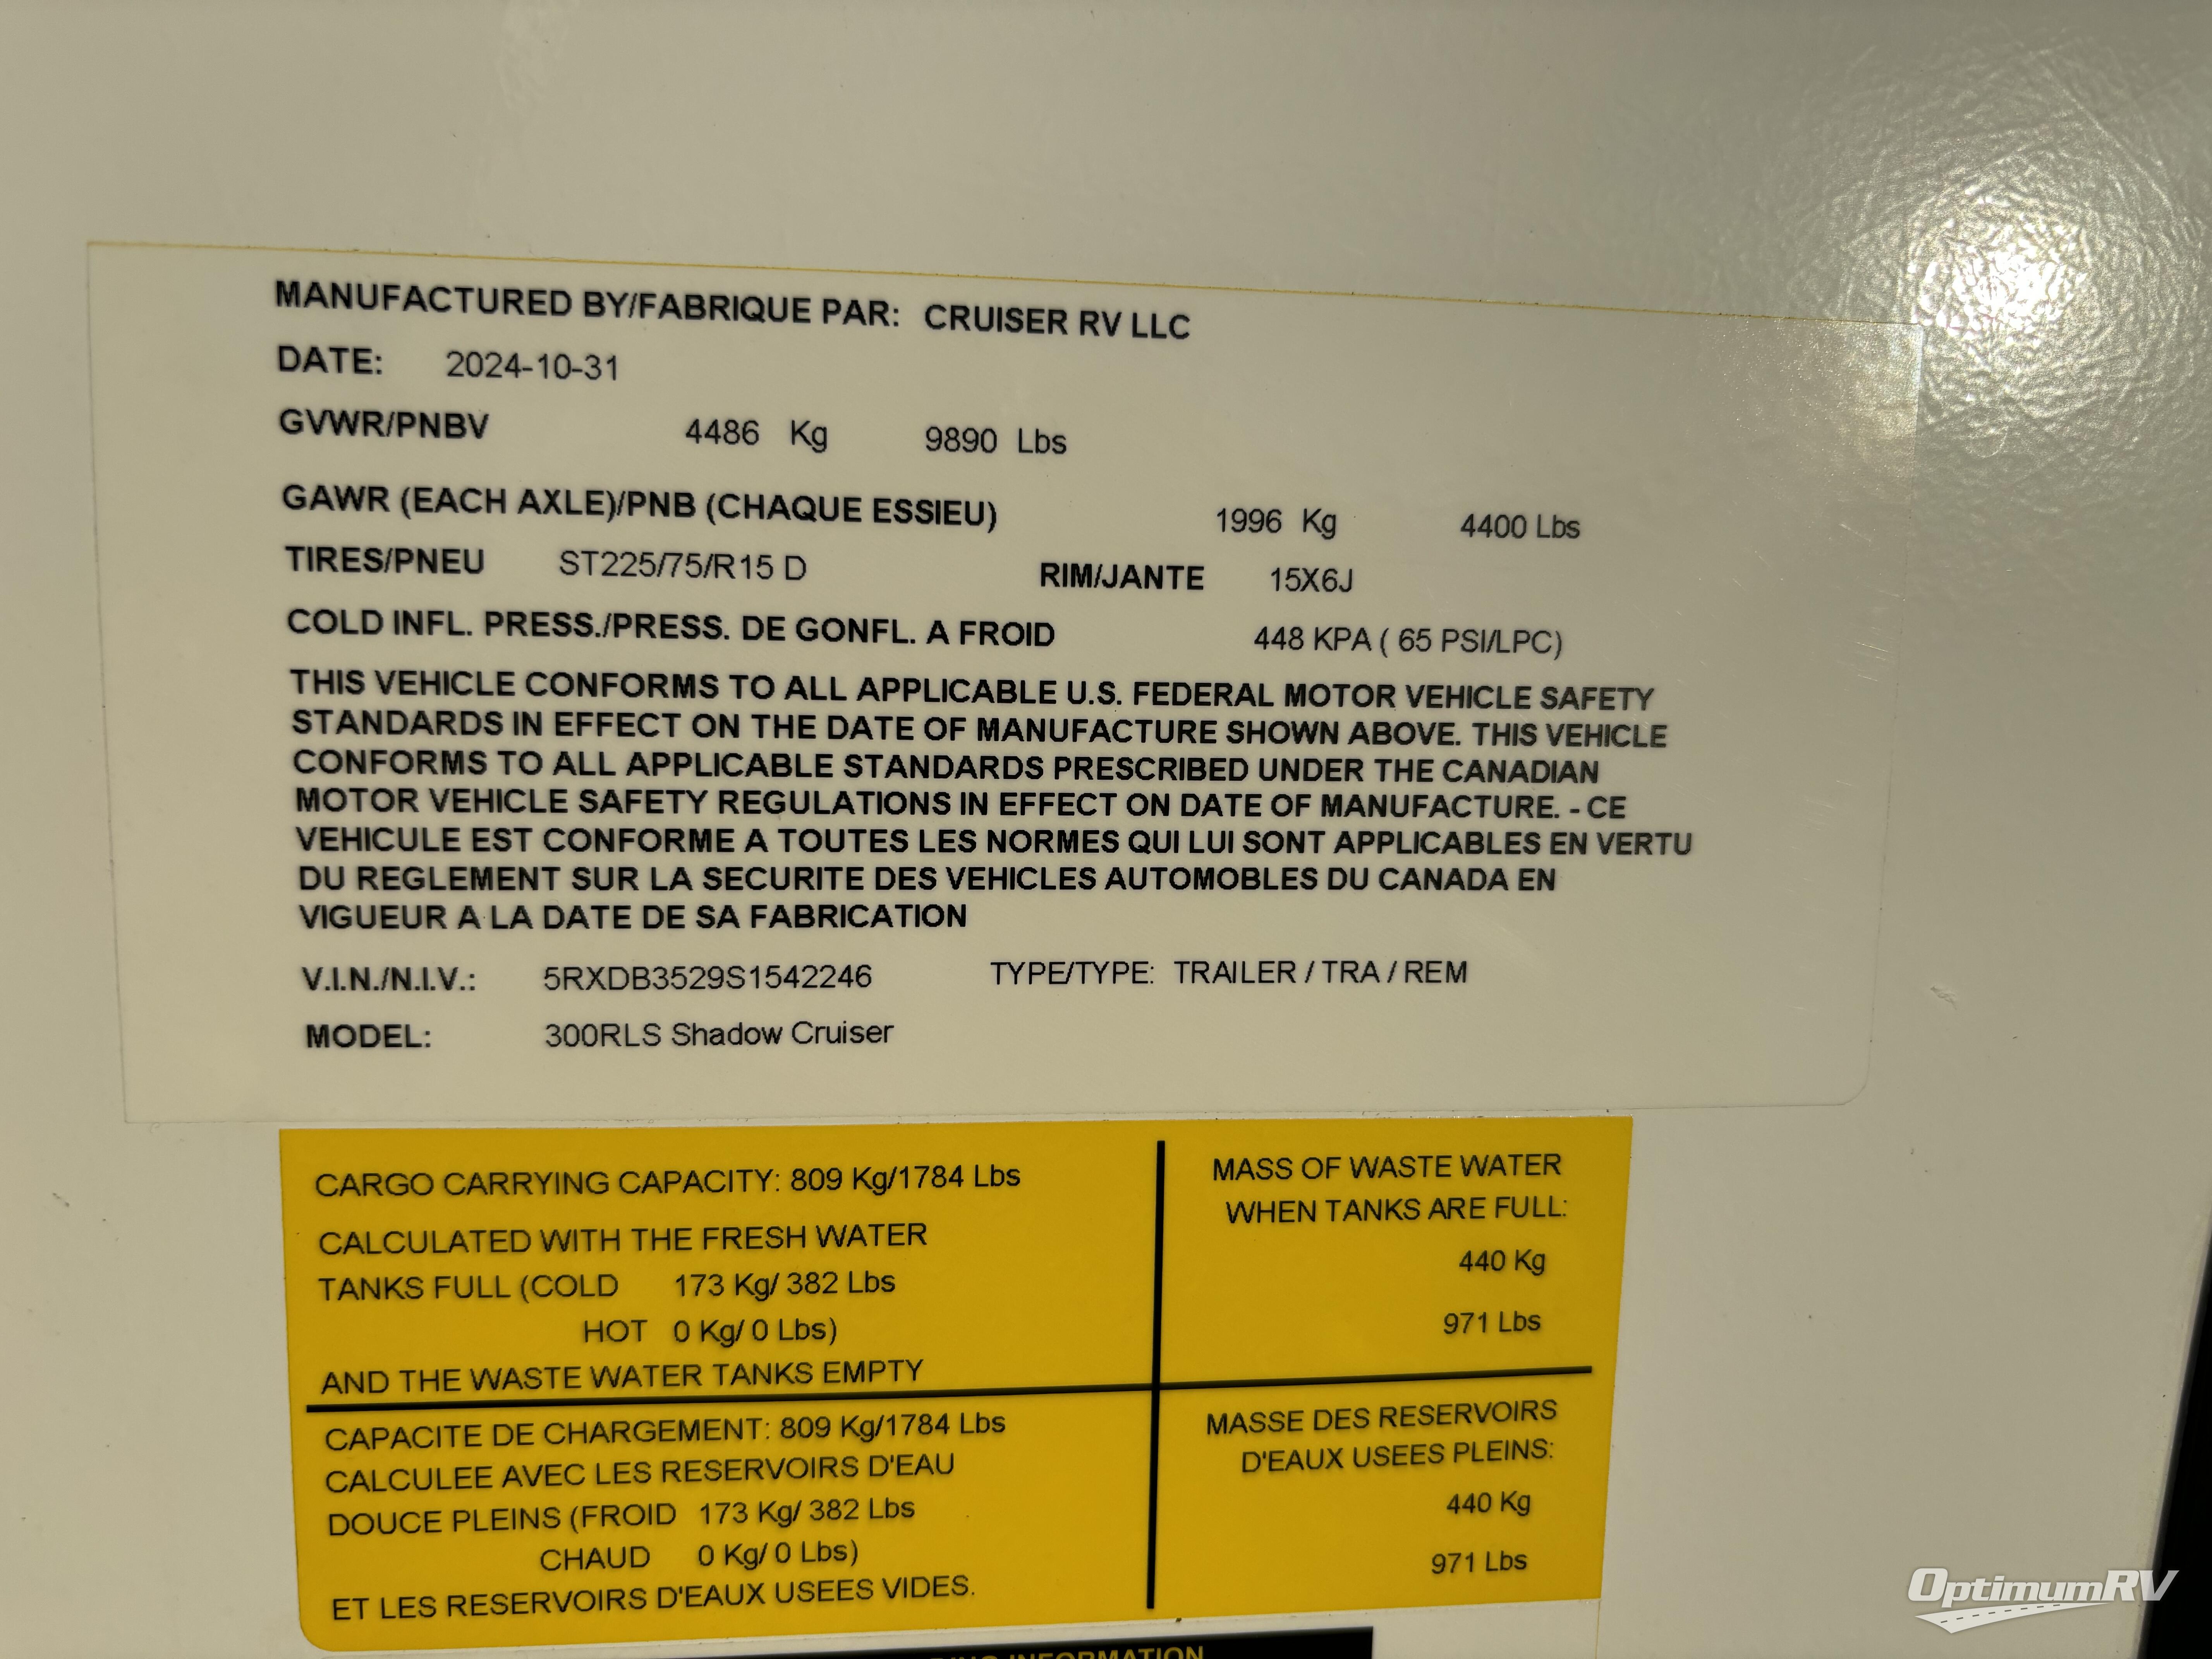 MANUFACTURED BY/FABRIQUE PAR: CRUISER RV LLC
DATE: 2024-10-31
GVWR/PNBV 4486 Kg 9890 Lbs
GAWR (EACH AXLE)/PNB (CHAQUE ESSIEU) 1996 Kg 4400 Lbs
TIRES/PNEU ST225/75/R15 D RIM/JANTE 15X6J
COLD INFL. PRESS./PRESS. DE GONFL. A FROID 448 KPA ( 65 PSI/LPC)
THIS VEHICLE CONFORMS TO ALL APPLICABLE U.S. FEDERAL MOTOR VEHICLE SAFETY
STANDARDS IN EFFECT ON THE DATE OF MANUFACTURE SHOWN ABOVE. THIS VEHICLE
CONFORMS TO ALL APPLICABLE STANDARDS PRESCRIBED UNDER THE CANADIAN
MOTOR VEHICLE SAFETY REGULATIONS IN EFFECT ON DATE OF MANUFACTURE. - CE
VEHICULE EST CONFORME A TOUTES LES NORMES QUI LUI SONT APPLICABLES EN VERTU
DU REGLEMENT SUR LA SECURITE DES VEHICLES AUTOMOBLES DU CANADA EN
VIGUEUR A LA DATE DE SA FABRICATION
V.I.N./N.I.V.: 5RXDB3529S1542246 TYPE/TYPE: TRAILER / TRA / REM
MODEL: 300RLS Shadow Cruiser
CARGO CARRYING CAPACITY: 809 Kg/1784 Lbs
CALCULATED WITH THE FRESH WATER
TANKS FULL (COLD 173 Kg/ 382 Lbs
HOT 0 Kg/ 0 Lbs)
AND THE WASTE WATER TANKS EMPTY
MASS OF WASTE WATER
WHEN TANKS ARE FULL:
440 Kg
971 Lbs
CAPACITE DE CHARGEMENT: 809 Kg/1784 Lbs
CALCULEE AVEC LES RESERVOIRS D'EAU
DOUCE PLEINS (FROID 173 Kg/ 382 Lbs
CHAUD 0 Kg/ 0 Lbs)
ET LES RESERVOIRS D'EAUX USEES VIDES.
MASSE DES RESERVOIRS
D'EAUX USEES PLEINS:
440 Kg
971 Lbs
INFORMATION
OptimumRV